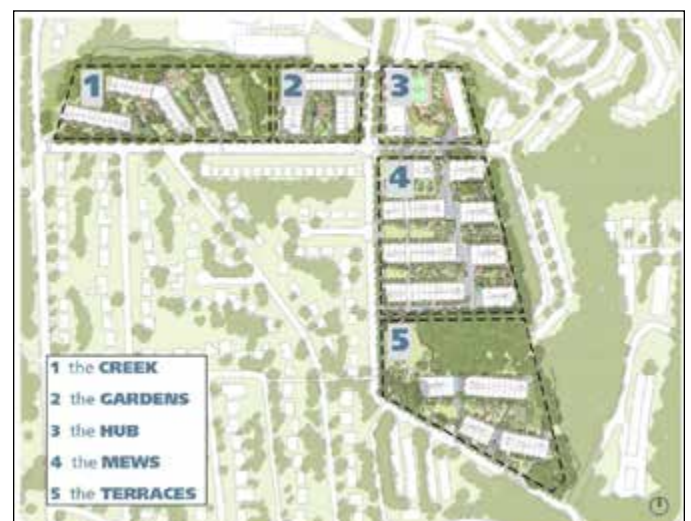 1
2
3
4
5
1 the CREEK
2 the GARDENS
3 the HUB
4 the MEWS
5 the TERRACES